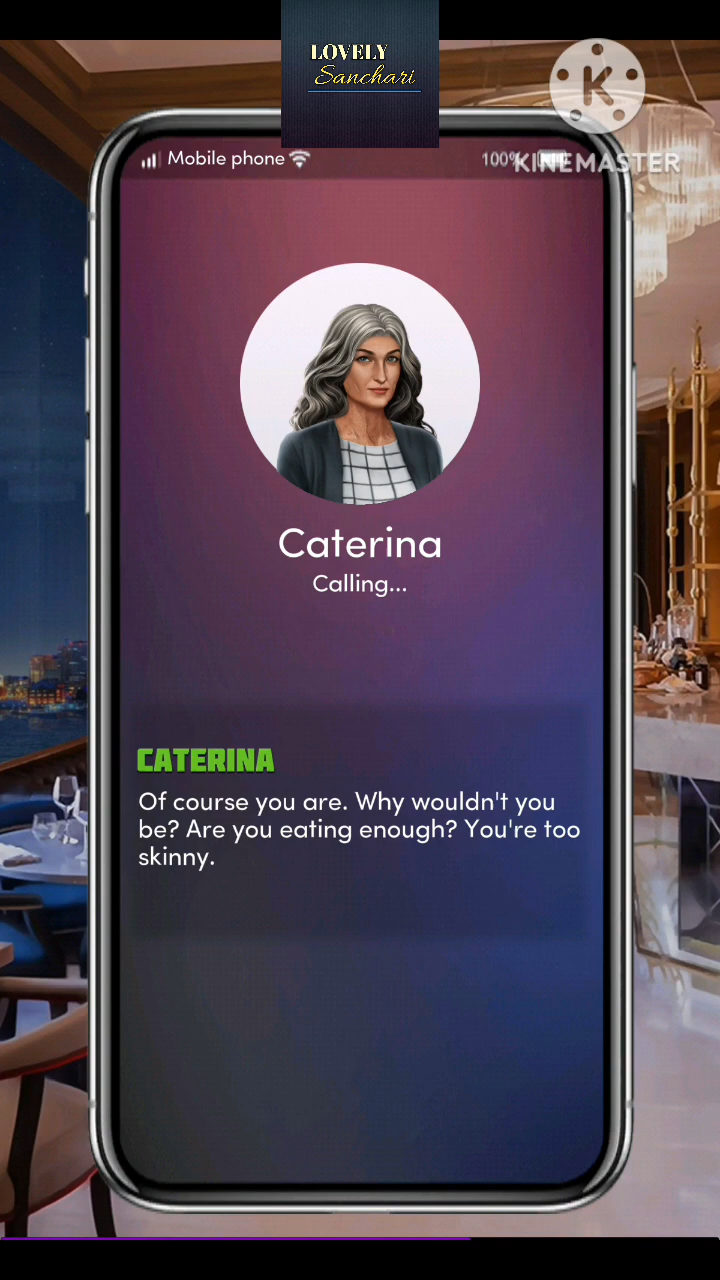 LOVELY
Sanchari
Mobile phone
100%
KINEMASTER
Caterina
Calling...
CATERINA
Of course you are. Why wouldn't you
be? Are you eating enough? You're too
skinny.